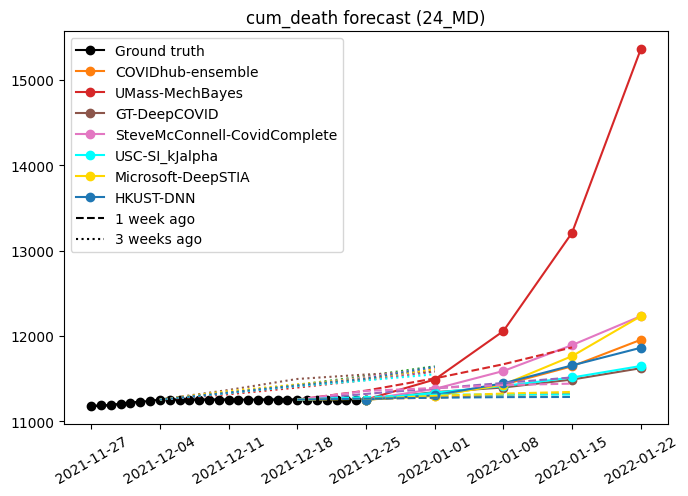 cum_death forecast (24_MD)
Ground truth
COVIDhub-ensemble
UMass-MechBayes
GT-DeepCOVID
SteveMcConnell-CovidComplete
USC-SI_kJalpha
Microsoft-DeepSTIA
HKUST-DNN
1 week ago
3 weeks ago
15000
14000
13000
12000
11000
2021-11-27
2021-12-04
2021-12-11
2021-12-18
2021-12-25
2022-01-01
2022-01-08
2022-01-15
2022-01-22